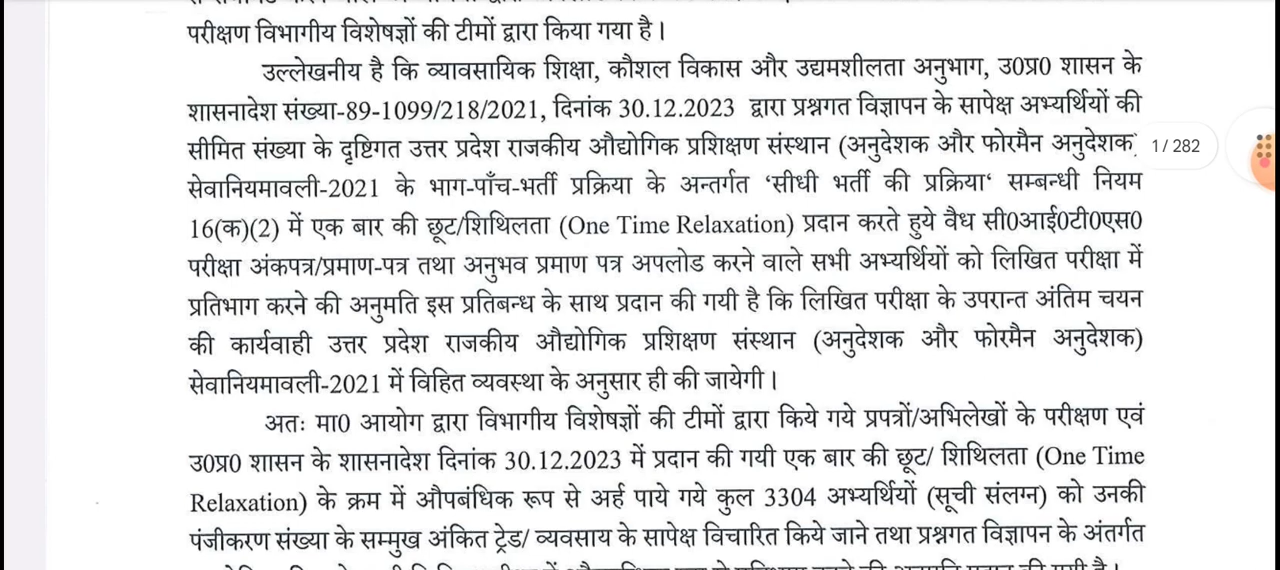 परीक्षण विभागीय विशेषज्ञों की टीमों द्वारा किया गया है।
उल्लेखनीय है कि व्यावसायिक शिक्षा, कौशल विकास और उद्यमशीलता अनुभाग, उ0प्र0 शासन के
शासनादेश संख्या-89-1099/218/2021, दिनांक 30.12.2023 द्वारा प्रश्नगत विज्ञापन के सापेक्ष अभ्यर्थियों की
सीमित संख्या के दृष्टिगत उत्तर प्रदेश राजकीय औद्योगिक प्रशिक्षण संस्थान (अनुदेशक और फोरमैन अनुदेशक)
1/282
सेवानियमावली-2021 के भाग-पाँच-भर्ती प्रक्रिया के अन्तर्गत 'सीधी भर्ती की प्रक्रिया' सम्बन्धी नियम
16(क)(2) में एक बार की छूट/शिथिलता (One Time Relaxation) प्रदान करते हुये वैध सी0आई0टी0एस0
परीक्षा अंकपत्र/प्रमाण-पत्र तथा अनुभव प्रमाण पत्र अपलोड करने वाले सभी अभ्यर्थियों को लिखित परीक्षा में
प्रतिभाग करने की अनुमति इस प्रतिबन्ध के साथ प्रदान की गयी है कि लिखित परीक्षा के उपरान्त अंतिम चयन
की कार्यवाही उत्तर प्रदेश राजकीय औद्योगिक प्रशिक्षण संस्थान (अनुदेशक और फोरमैन अनुदेशक)
सेवानियमावली-2021 में विहित व्यवस्था के अनुसार ही की जायेगी।
अतः मा0 आयोग द्वारा विभागीय विशेषज्ञों की टीमों द्वारा किये गये प्रपत्रों/अभिलेखों के परीक्षण एवं
उ0प्र0 शासन के शासनादेश दिनांक 30.12.2023 में प्रदान की गयी एक बार की छूट/ शिथिलता (One Time
Relaxation) के क्रम में औपबंधिक रूप से अर्ह पाये गये कुल 3304 अभ्यर्थियों (सूची संलग्न) को उनकी
पंजीकरण संख्या के सम्मुख अंकित ट्रेड/ व्यवसाय के सापेक्ष विचारित किये जाने तथा प्रश्नगत विज्ञापन के अंतर्गत